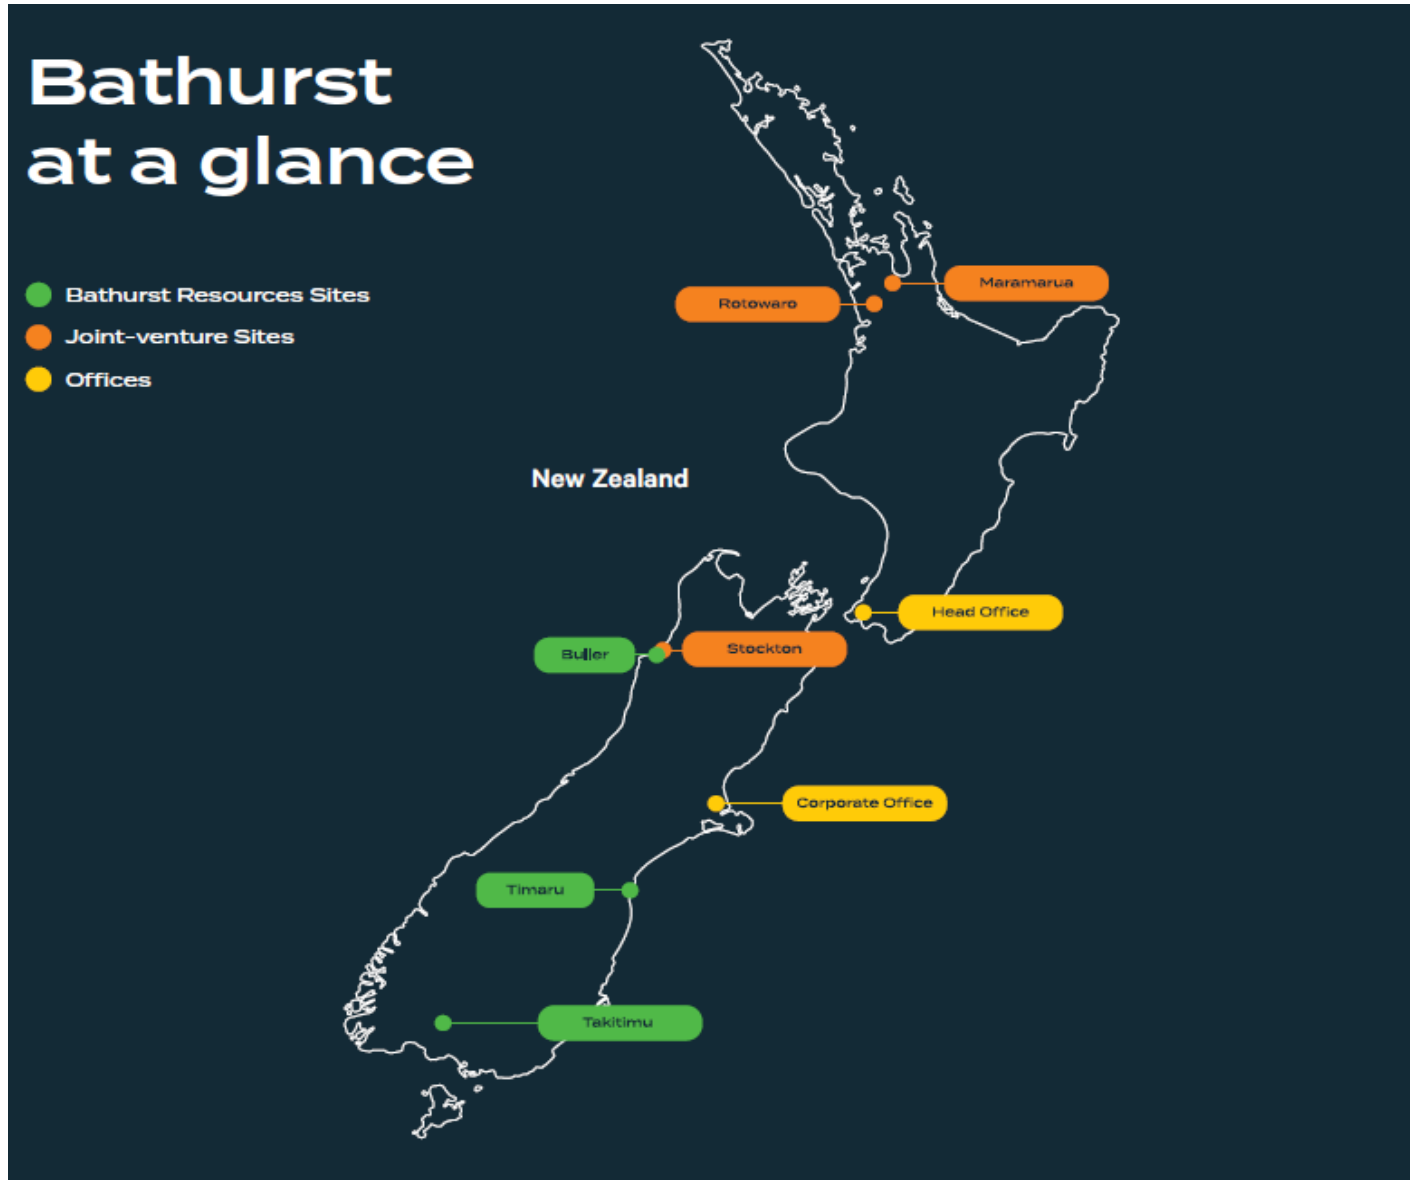 Bathurst
at a glance
Bathurst Resources Sites
Joint-venture Sites
Offices
Maramarua
Rotowaro
New Zealand
Head Office
Stockton
Buller
Corporate Office
Timaru
Takitimu